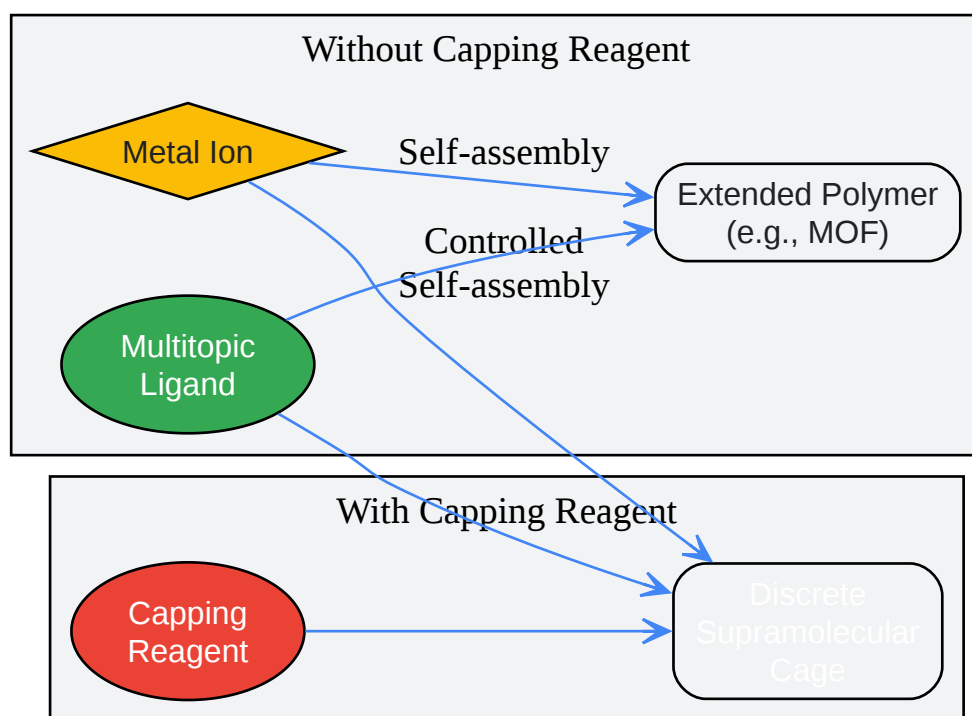 Without Capping Reagent
Metal Ion
Self-assembly
Extended Polymer
(e.g., MOF)
Controlled
Self-assembly
Multitopic
Ligand
With Capping Reagent
Capping
Reagent
Discrete
Supramolecular
Cage